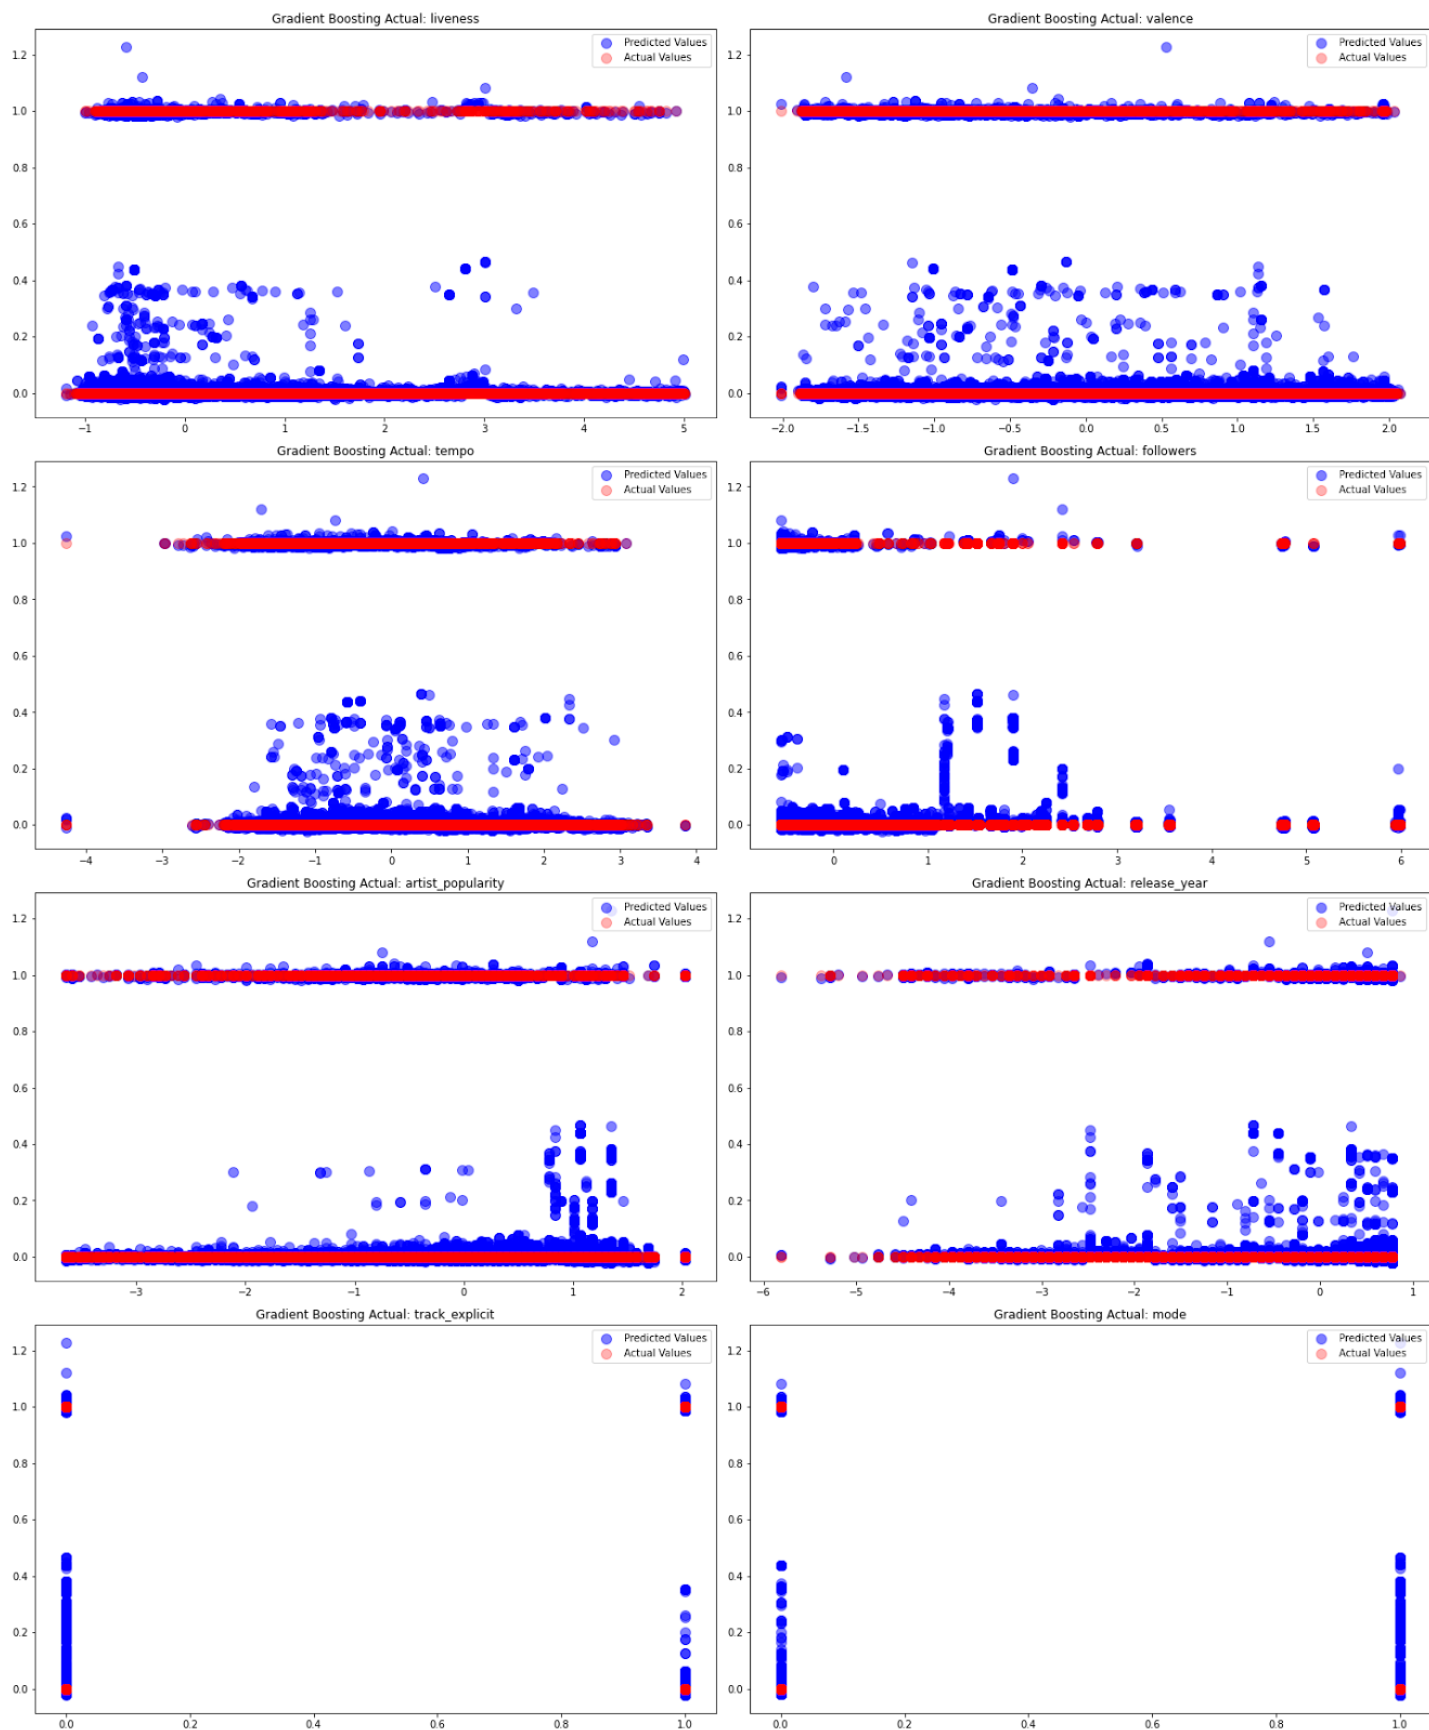 Gradient Boosting Actual: liveness
Predicted Values
Actual Values
1.2
1.0
0.8
0.6
0.4
0.2
0.0
−1 0 1 2 3 4 5
Gradient Boosting Actual: valence
Predicted Values
Actual Values
1.2
1.0
0.8
0.6
0.4
0.2
0.0
−2.0 −1.5 −1.0 −0.5 0.0 0.5 1.0 1.5 2.0
Gradient Boosting Actual: tempo
Predicted Values
Actual Values
1.2
1.0
0.8
0.6
0.4
0.2
0.0
−4 −3 −2 −1 0 1 2 3 4
Gradient Boosting Actual: followers
Predicted Values
Actual Values
1.2
1.0
0.8
0.6
0.4
0.2
0.0
0 1 2 3 4 5 6
Gradient Boosting Actual: artist_popularity
Predicted Values
Actual Values
1.2
1.0
0.8
0.6
0.4
0.2
0.0
−3 −2 −1 0 1 2
Gradient Boosting Actual: release_year
Predicted Values
Actual Values
1.2
1.0
0.8
0.6
0.4
0.2
0.0
−6 −5 −4 −3 −2 −1 0 1
Gradient Boosting Actual: track_explicit
Predicted Values
Actual Values
1.2
1.0
0.8
0.6
0.4
0.2
0.0
0.0 0.2 0.4 0.6 0.8 1.0
Gradient Boosting Actual: mode
Predicted Values
Actual Values
1.2
1.0
0.8
0.6
0.4
0.2
0.0
0.0 0.2 0.4 0.6 0.8 1.0